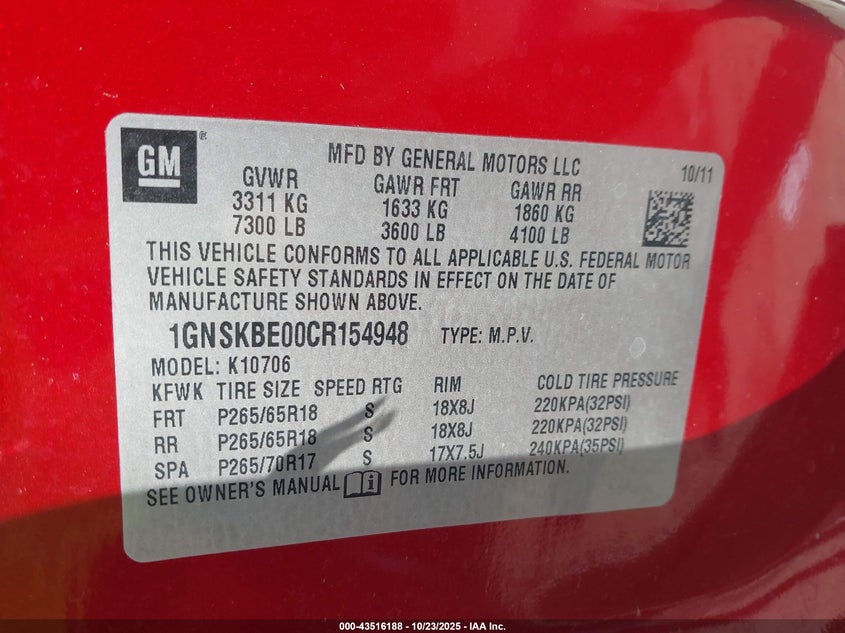 GM®
MFD BY GENERAL MOTORS LLC 10/11
GVWR GAWR FRT GAWR RR
3311 KG 1633 KG 1860 KG
7300 LB 3600 LB 4100 LB
THIS VEHICLE CONFORMS TO ALL APPLICABLE U.S. FEDERAL MOTOR
VEHICLE SAFETY STANDARDS IN EFFECT ON THE DATE OF
MANUFACTURE SHOWN ABOVE.
1GNSKBE00CR154948 TYPE: M.P.V.
MODEL: K10706
KFWK TIRE SIZE SPEED RTG RIM COLD TIRE PRESSURE
FRT P265/65R18 S 18X8J 220KPA(32PSI)
RR P265/65R18 S 18X8J 220KPA(32PSI)
SPA P265/70R17 S 17X7.5J 240KPA(35PSI)
SEE OWNER'S MANUAL i FOR MORE INFORMATION.
000-43516188 - 10/23/2025 - IAA Inc.